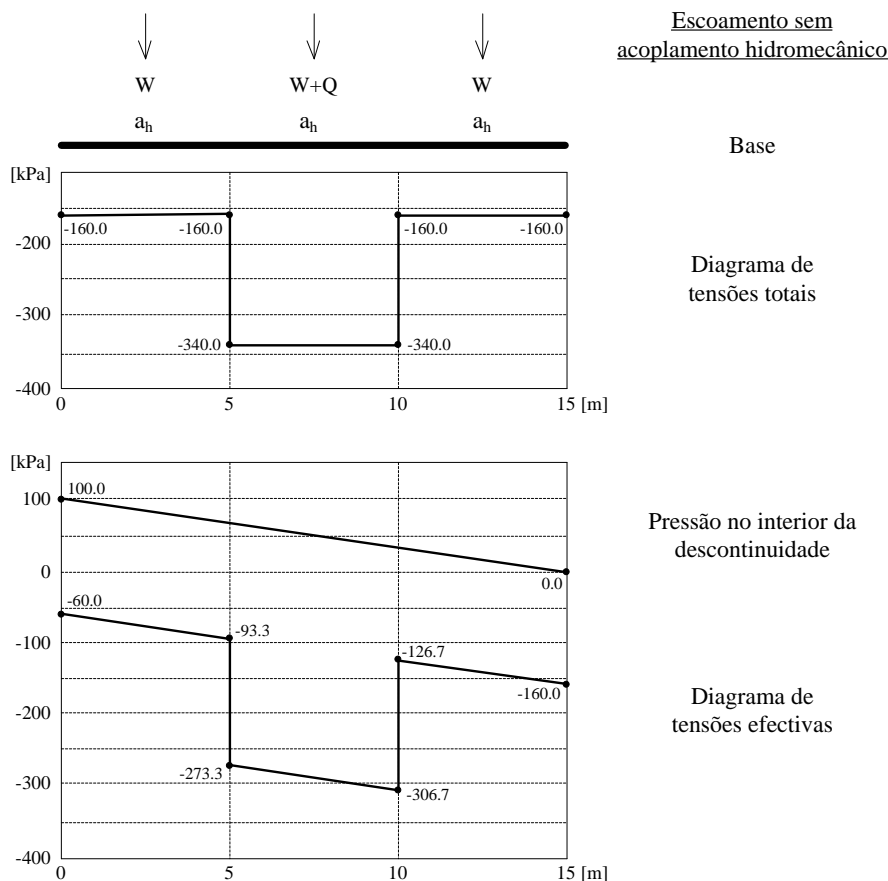 Escoamento sem
acoplamento hidromecânico
W W+Q W
ah ah ah
Base
[kPa]
-160.0 -160.0 -160.0 -160.0
-200
Diagrama de
tensões totais
-300
-340.0 -340.0
-400
0 5 10 15 [m]
[kPa]
100.0
100
Pressão no interior da
descontinuidade
0
0.0
-60.0
-93.3
-100
-126.7
-160.0
Diagrama de
tensões efectivas
-200
-273.3
-300
-306.7
-400
0 5 10 15 [m]